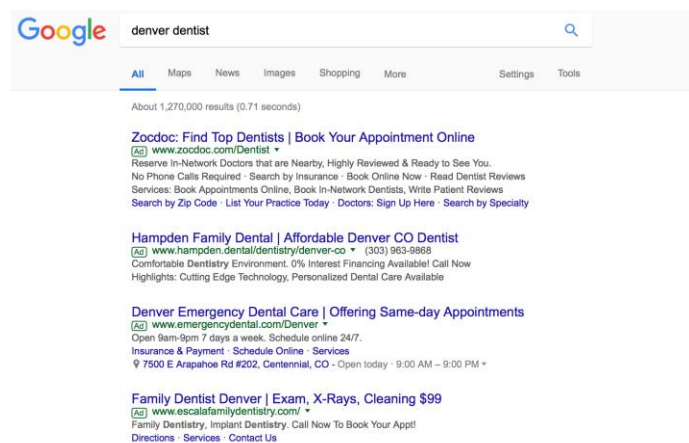 Google denver dentist
All Maps News Images Shopping More Settings Tools
About 1,270,000 results (0.71 seconds)
Zocdoc: Find Top Dentists | Book Your Appointment Online
Ad www.zocdoc.com/Dentist
Reserve In-Network Doctors that are Nearby, Highly Reviewed & Ready to See You.
No Phone Calls Required · Search by Insurance · Book Online Now · Read Dentist Reviews
Services: Book Appointments Online, Book In-Network Dentists, Write Patient Reviews
Search by Zip Code · List Your Practice Today · Doctors: Sign Up Here · Search by Specialty
Hampden Family Dental | Affordable Denver CO Dentist
Ad www.hampden.dental/dentistry/denver-co (303) 963-9868
Comfortable Dentistry Environment. 0% Interest Financing Available! Call Now
Highlights: Cutting Edge Technology, Personalized Dental Care Available
Denver Emergency Dental Care | Offering Same-day Appointments
Ad www.emergencydental.com/Denver
Open 9am-9pm 7 days a week. Schedule online 24/7.
Insurance & Payment · Schedule Online · Services
7500 E Arapahoe Rd #202, Centennial, CO - Open today · 9:00 AM – 9:00 PM
Family Dentist Denver | Exam, X-Rays, Cleaning $99
Ad www.escalafamilydentistry.com/
Family Dentistry, Implant Dentistry. Call Now To Book Your Appt!
Directions · Services · Contact Us